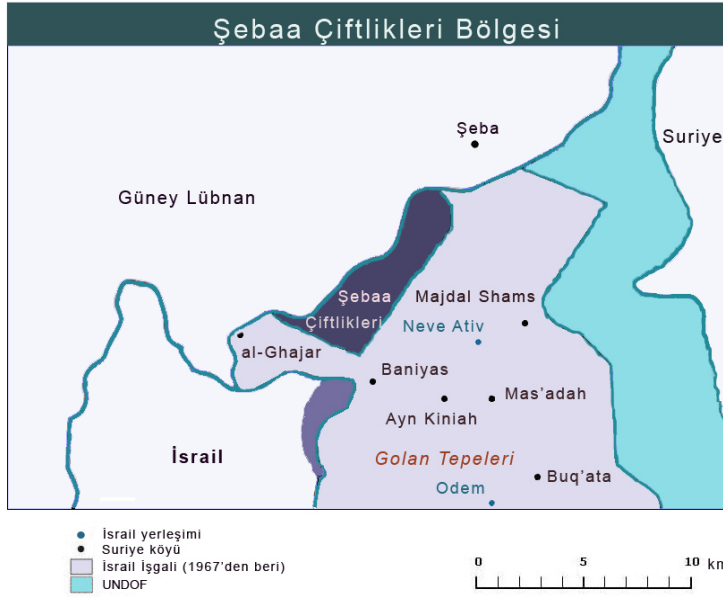 Şebaa Çiftlikleri Bölgesi
Şeba
Suriye
Güney Lübnan
Şebaa
Çiftlikleri
Majdal Shams
Neve Ativ
al-Ghajar
Baniyas
Mas'adah
Ayn Kiniah
İsrail
Golan Tepeleri
Buq'ata
Odem
İsrail yerleşimi
Suriye köyü
İsrail İşgali (1967'den beri)
UNDOF
0 5 10 km